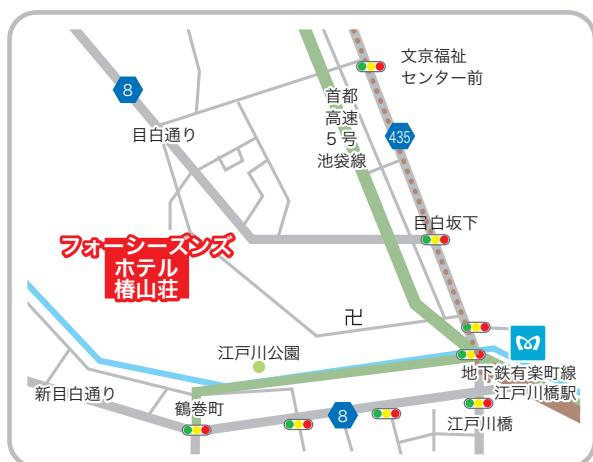 文京福祉
センター前
8
首都
高速
5号
池袋線
435
目白通り
目白坂下
フォーシーズンズ
ホテル
椿山荘
卍
江戸川公園
地下鉄有楽町線
江戸川橋駅
新目白通り
鶴巻町
8
江戸川橋